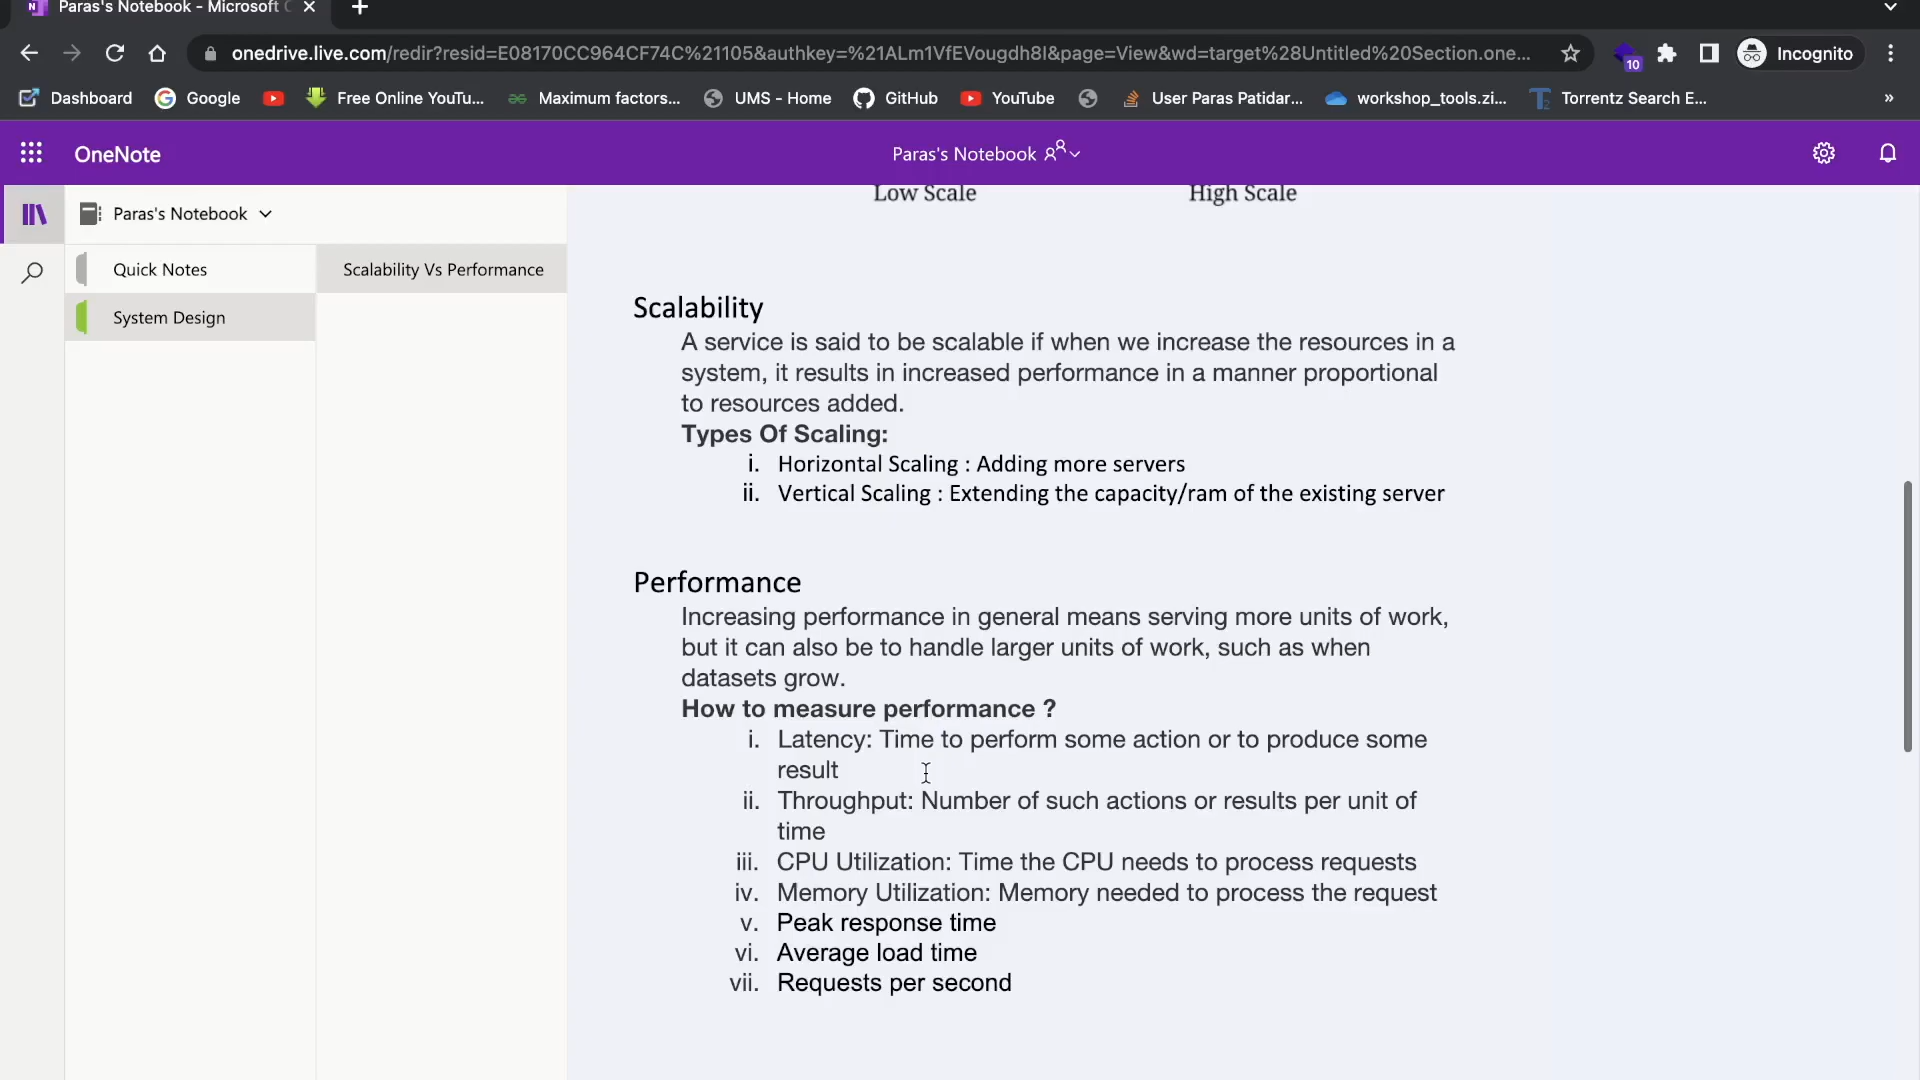 Paras's Notebook - Microsoft
onedrive.live.com/redir?resid=E08170CC964CF74C%21105&authkey=%21ALm1VfEVougdh8I&page=View&wd=target%28Untitled%20Section.one...
10
Incognito
Dashboard
Google
Free Online YouTu...
Maximum factors...
UMS - Home
GitHub
YouTube
User Paras Patidar...
workshop_tools.zi...
Torrentz Search E...
»
OneNote
Paras's Notebook
Paras's Notebook
Quick Notes
System Design
Scalability Vs Performance
Low Scale
High Scale
Scalability
A service is said to be scalable if when we increase the resources in a
system, it results in increased performance in a manner proportional
to resources added.
Types Of Scaling:
i. Horizontal Scaling : Adding more servers
ii. Vertical Scaling : Extending the capacity/ram of the existing server
Performance
Increasing performance in general means serving more units of work,
but it can also be to handle larger units of work, such as when
datasets grow.
How to measure performance ?
i. Latency: Time to perform some action or to produce some
result
ii. Throughput: Number of such actions or results per unit of
time
iii. CPU Utilization: Time the CPU needs to process requests
iv. Memory Utilization: Memory needed to process the request
v. Peak response time
vi. Average load time
vii. Requests per second